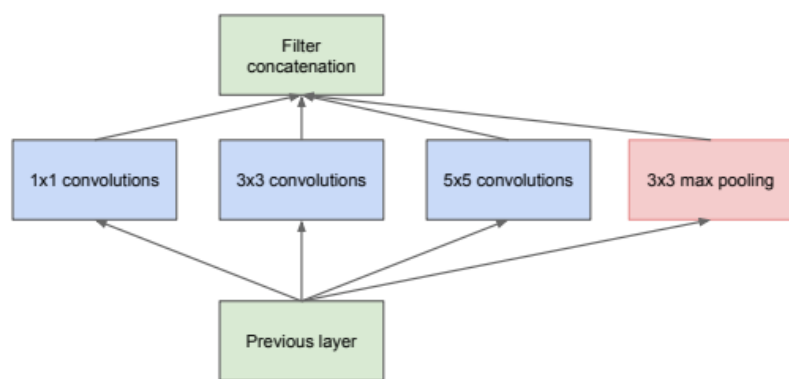 Filter
concatenation
1x1 convolutions
3x3 convolutions
5x5 convolutions
3x3 max pooling
Previous layer